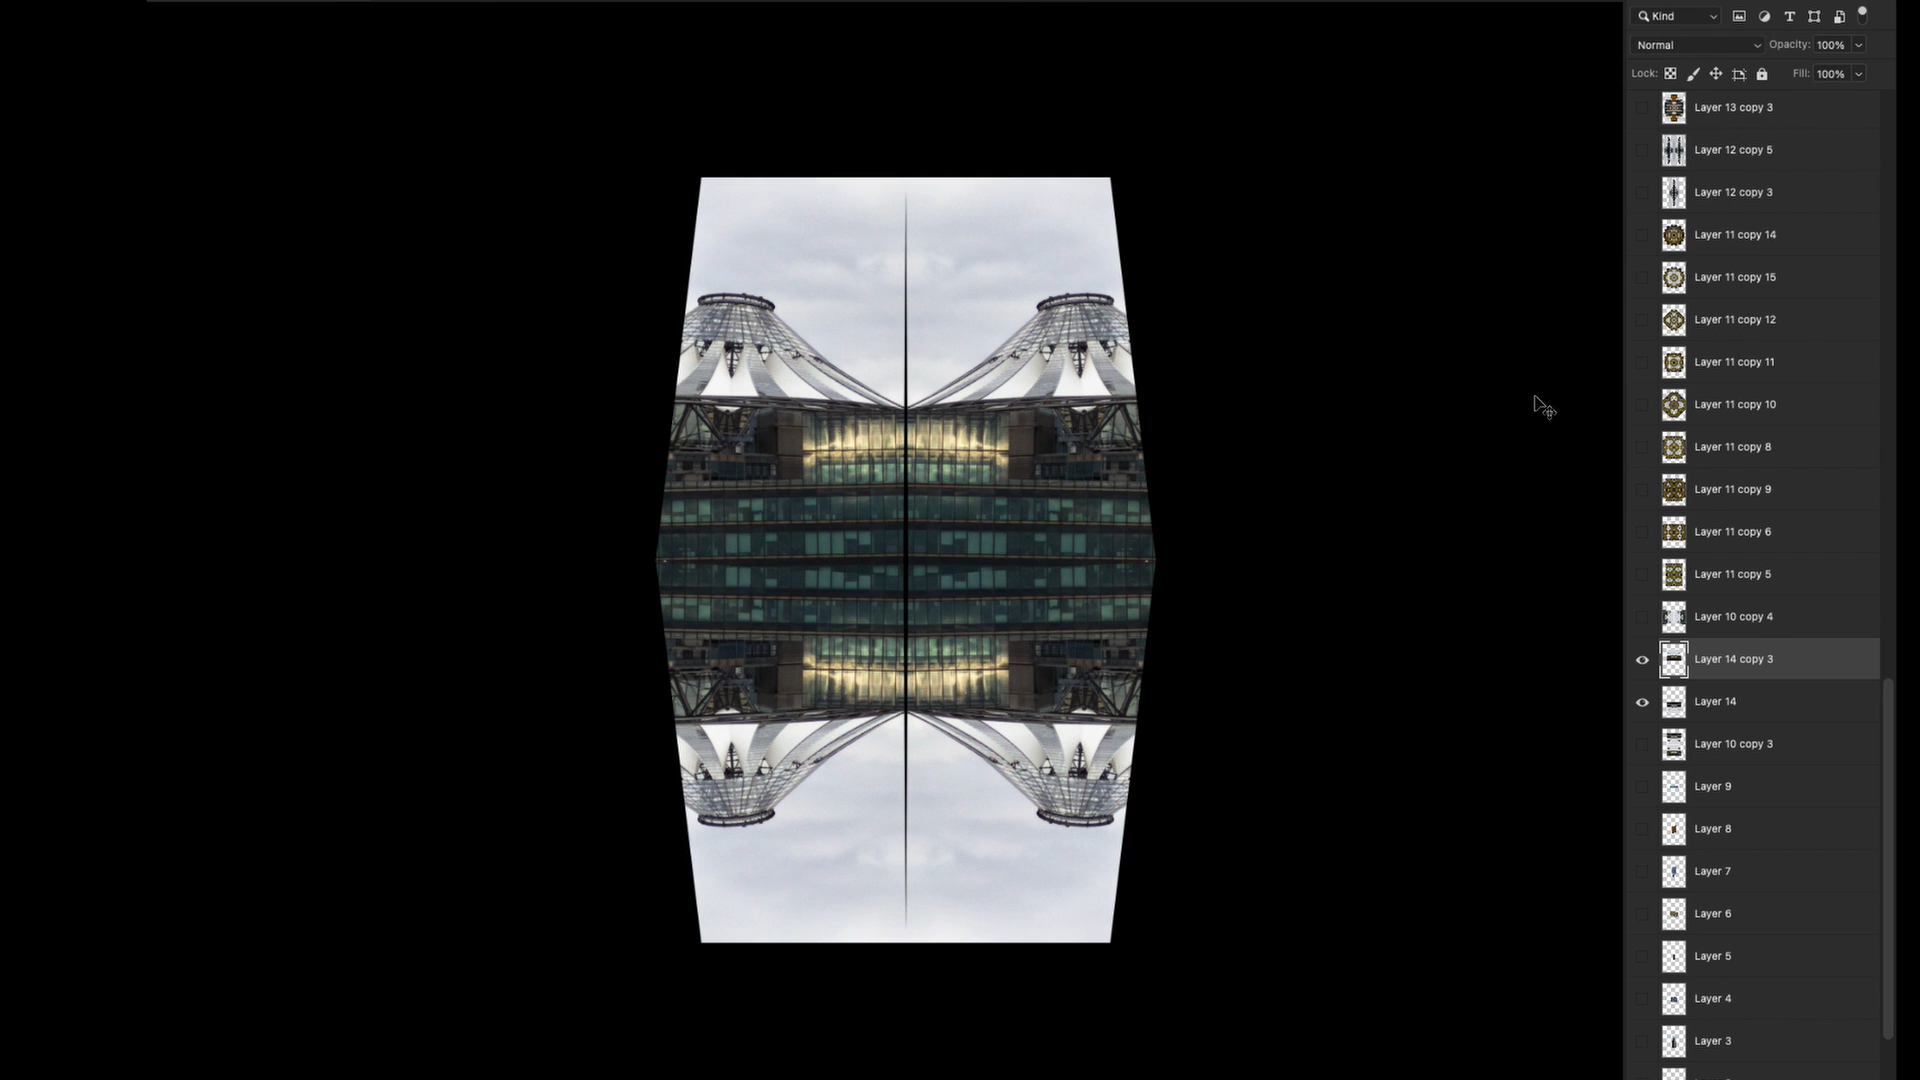 Kind
Normal
Opacity: 100%
Lock:
Fill: 100%
Layer 13 copy 3
Layer 12 copy 5
Layer 12 copy 3
Layer 11 copy 14
Layer 11 copy 15
Layer 11 copy 12
Layer 11 copy 11
Layer 11 copy 10
Layer 11 copy 8
Layer 11 copy 9
Layer 11 copy 6
Layer 11 copy 5
Layer 10 copy 4
Layer 14 copy 3
Layer 14
Layer 10 copy 3
Layer 9
Layer 8
Layer 7
Layer 6
Layer 5
Layer 4
Layer 3